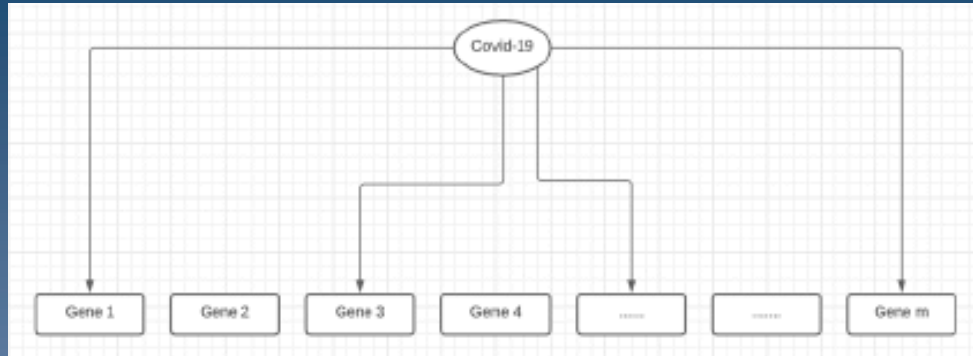 Covid-19
Gene 1
Gene 2
Gene 3
Gene 4
......
......
Gene m